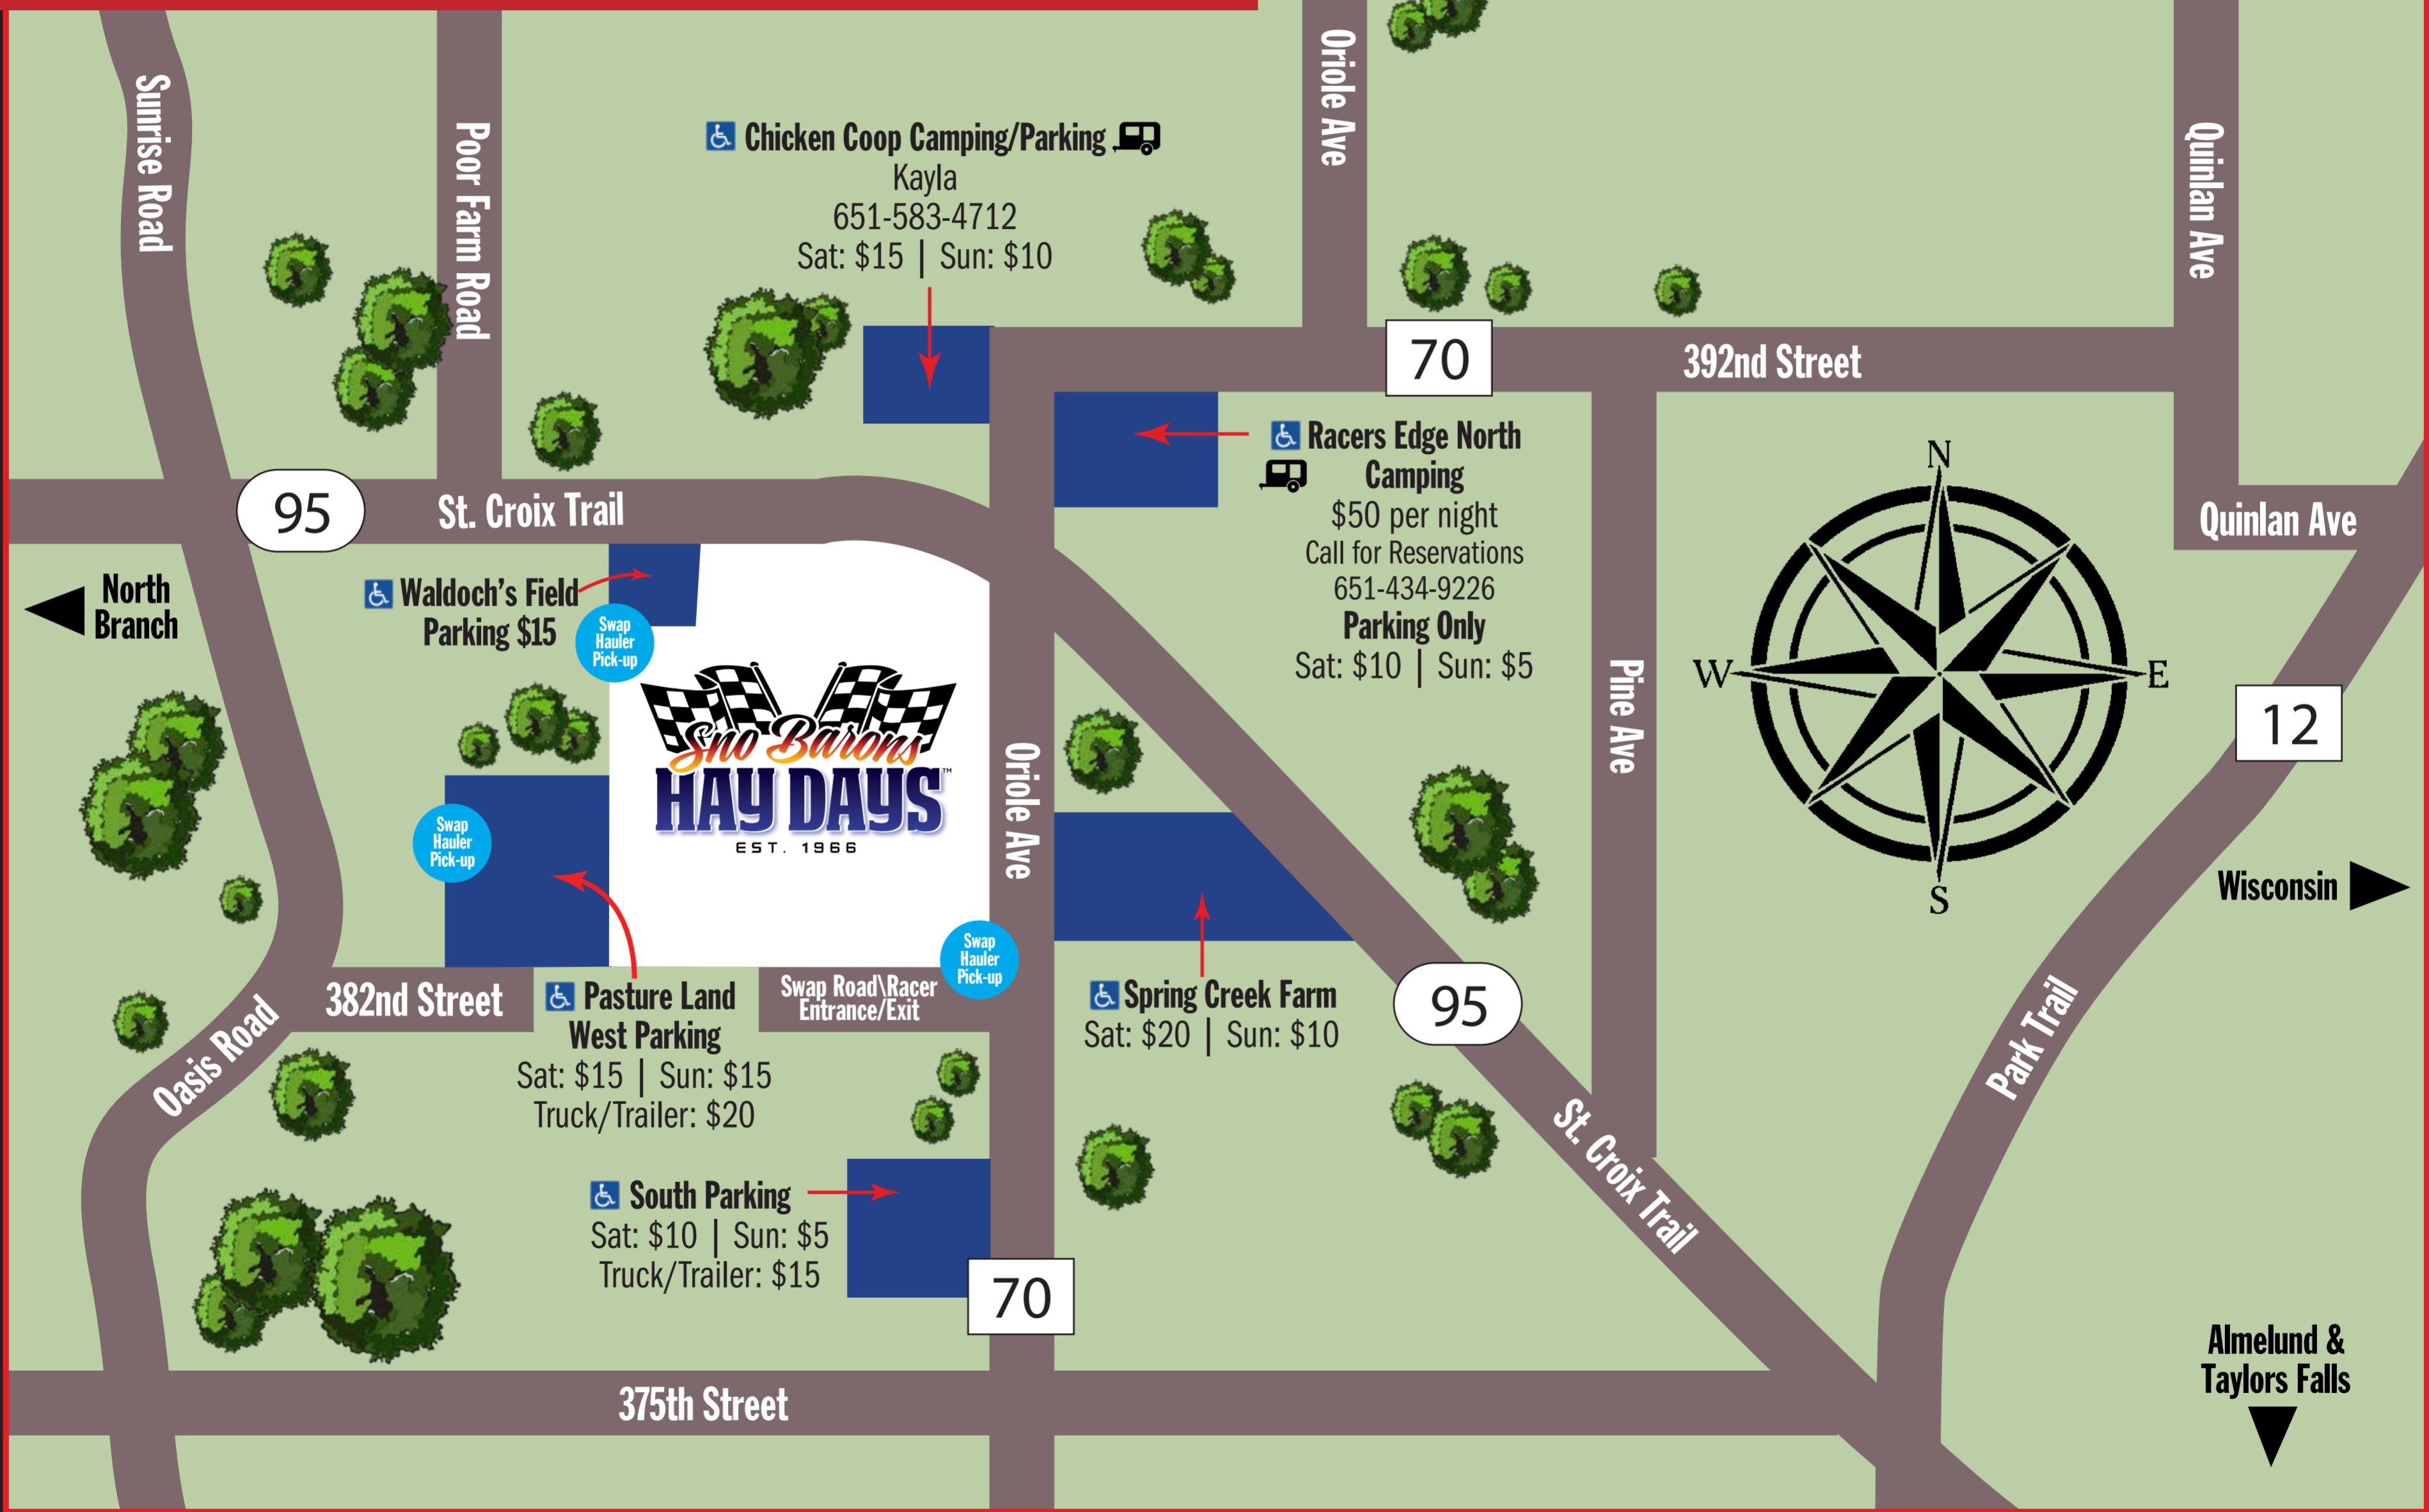 Sunrise Road
Poor Farm Road
Oriole Ave
Quinlan Ave
Chicken Coop Camping/Parking
Kayla
651-583-4712
Sat: $15 | Sun: $10
70
392nd Street
Racers Edge North
Camping
$50 per night
Call for Reservations
651-434-9226
Parking Only
Sat: $10 | Sun: $5
95
St. Croix Trail
Quinlan Ave
N
W
E
S
North
Branch
Waldoch's Field
Parking $15
Swap
Hauler
Pick-up
Sno Barons
HAY DAYS™
EST. 1966
Oriole Ave
Pine Ave
12
Swap
Hauler
Pick-up
Wisconsin
Swap
Hauler
Pick-up
382nd Street
Pasture Land
West Parking
Sat: $15 | Sun: $15
Truck/Trailer: $20
Swap Road\Racer
Entrance/Exit
Spring Creek Farm
Sat: $20 | Sun: $10
95
Oasis Road
Park Trail
St. Croix Trail
South Parking
Sat: $10 | Sun: $5
Truck/Trailer: $15
70
375th Street
Almelund &
Taylors Falls